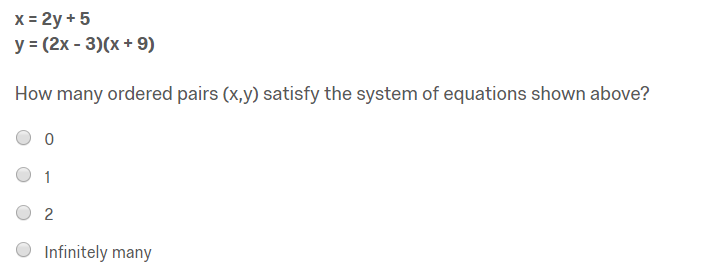 x = 2y + 5
y = (2x - 3)(x + 9)
How many ordered pairs (x,y) satisfy the system of equations shown above?
0
1
2
Infinitely many